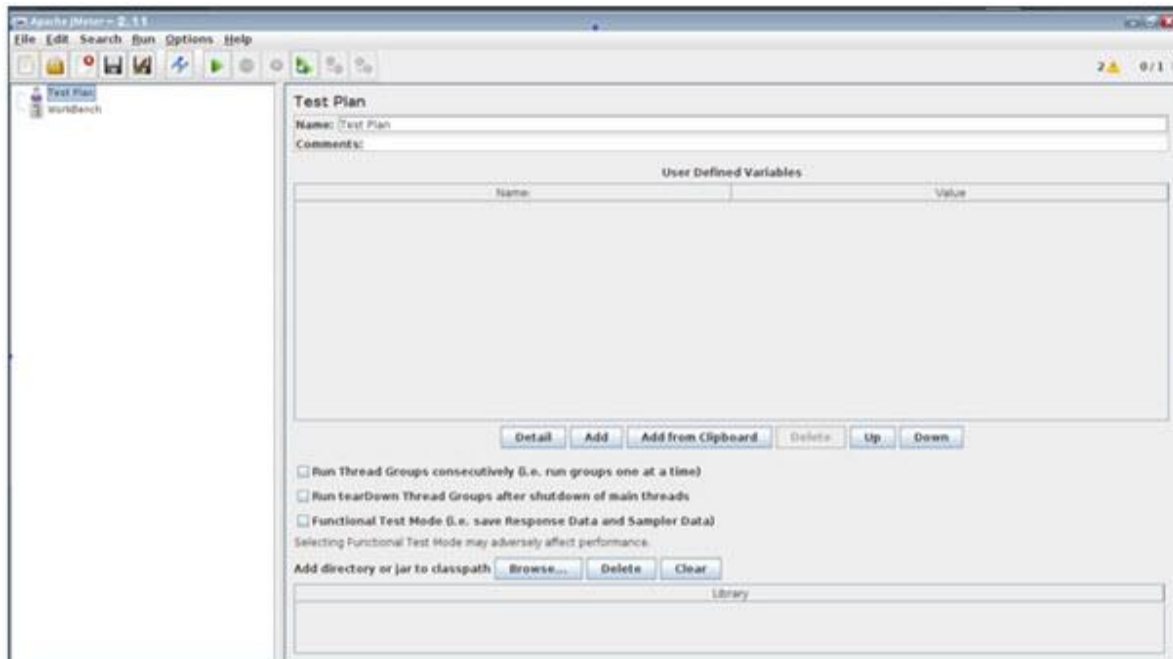 Apache JMeter - 2.11
File Edit Search Run Options Help
2 0/1
Test Plan
WorkBench
Test Plan
Name: Test Plan
Comments:
User Defined Variables
Name: Value
Detail Add Add from Clipboard Delete Up Down
Run Thread Groups consecutively (i.e. run groups one at a time)
Run tearDown Thread Groups after shutdown of main threads
Functional Test Mode (i.e. save Response Data and Sampler Data)
Selecting Functional Test Mode may adversely affect performance.
Add directory or jar to classpath Browse... Delete Clear
Library